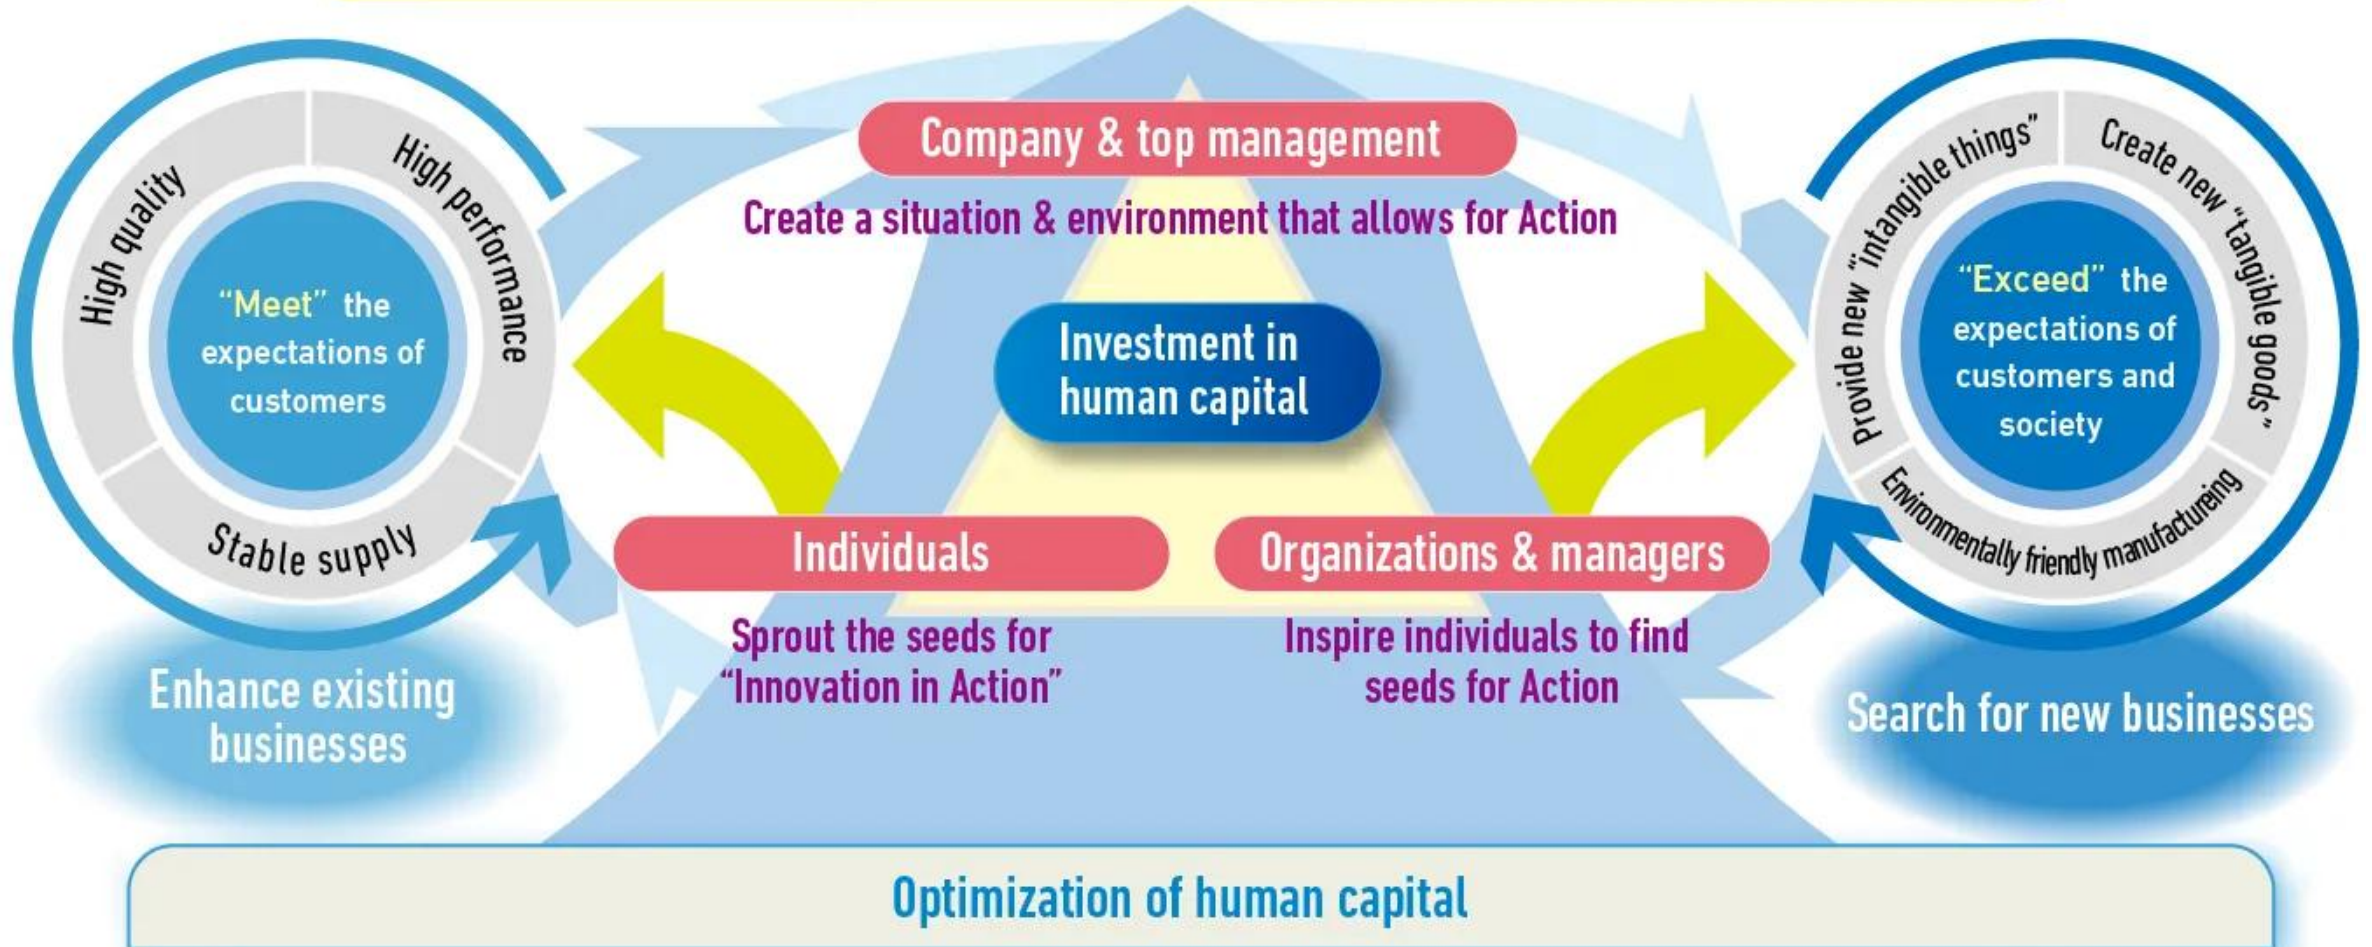 Company & top management
Create a situation & environment that allows for Action
High quality
High performance
Stable supply
“Meet” the
expectations of
customers
Enhance existing
businesses
Investment in
human capital
Individuals
Sprout the seeds for
“Innovation in Action”
Organizations & managers
Inspire individuals to find
seeds for Action
Provide new “intangible things”
Create new “tangible goods”
Environmentally friendly manufactureing
“Exceed” the
expectations of
customers and
society
Search for new businesses
Optimization of human capital